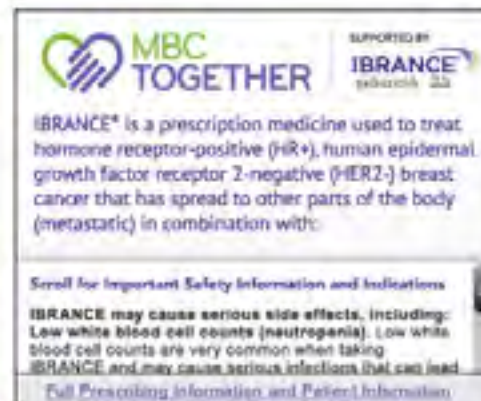 MBC
TOGETHER
SUPPORTED BY
IBRANCE
IBRANCE® is a prescription medicine used to treat
hormone receptor-positive (HR+), human epidermal
growth factor receptor 2-negative (HER2-) breast
cancer that has spread to other parts of the body
(metastatic) in combination with:
Scroll for Important Safety Information and Indications
IBRANCE may cause serious side effects, including:
Low white blood cell counts (neutropenia). Low white
blood cell counts are very common when taking
IBRANCE and may cause serious infections that can lead
Full Prescribing Information and Patient Information